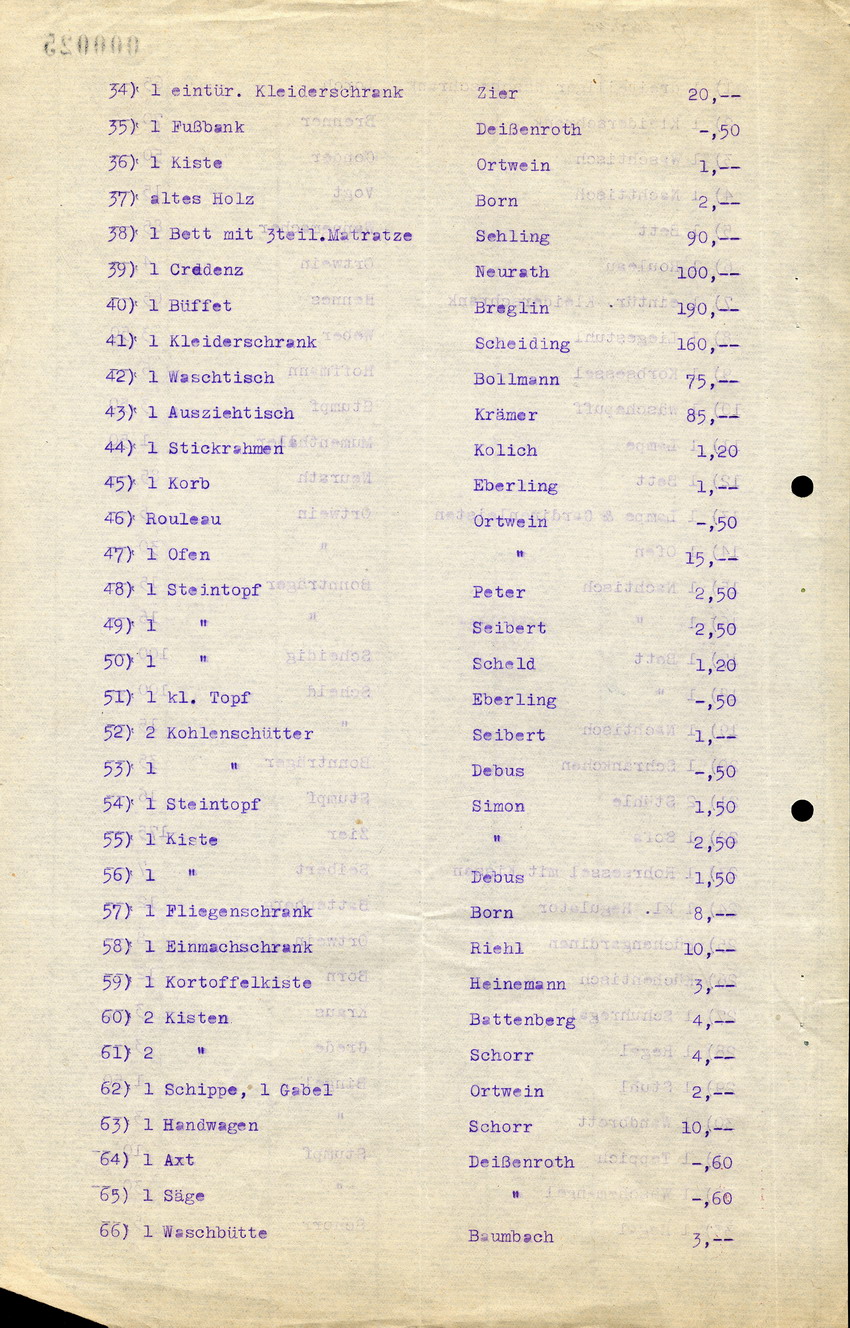 34) 1 eintür. Kleiderschrank Zier 20,--
35) 1 Fußbank Deißenroth -,50
36) 1 Kiste Ortwein 1,--
37) altes Holz Born 2,--
38) 1 Bett mit 3teil.Matratze Sehling 90,--
39) 1 Crddenz Neurath 100,--
40) 1 Büffet Breglin 190,--
41) 1 Kleiderschrank Scheiding 160,--
42) 1 Waschtisch Bollmann 75,--
43) 1 Ausziehtisch Krämer 85,--
44) 1 Stickrahmen Kolich 1,20
45) 1 Korb Eberling 1,--
46) Rouleau Ortwein -,50
47) 1 Ofen " 15,--
48) 1 Steintopf Peter 2,50
49) 1 " Seibert 2,50
50) 1 " Scheld 1,20
51) 1 kl. Topf Eberling -,50
52) 2 Kohlenschütter Seibert 1,--
53) 1 " Debus -,50
54) 1 Steintopf Simon 1,50
55) 1 Kiste " 2,50
56) 1 " Debus 1,50
57) 1 Fliegenschrank Born 8,--
58) 1 Einmachschrank Riehl 10,--
59) 1 Kortoffelkiste Heinemann 3,--
60) 2 Kisten Battenberg 4,--
61) 2 " Schorr 4,--
62) 1 Schippe, 1 Gabel Ortwein 2,--
63) 1 Handwagen Schorr 10,--
64) 1 Axt Deißenroth -,60
65) 1 Säge " -,60
66) 1 Waschbütte Baumbach 3,--